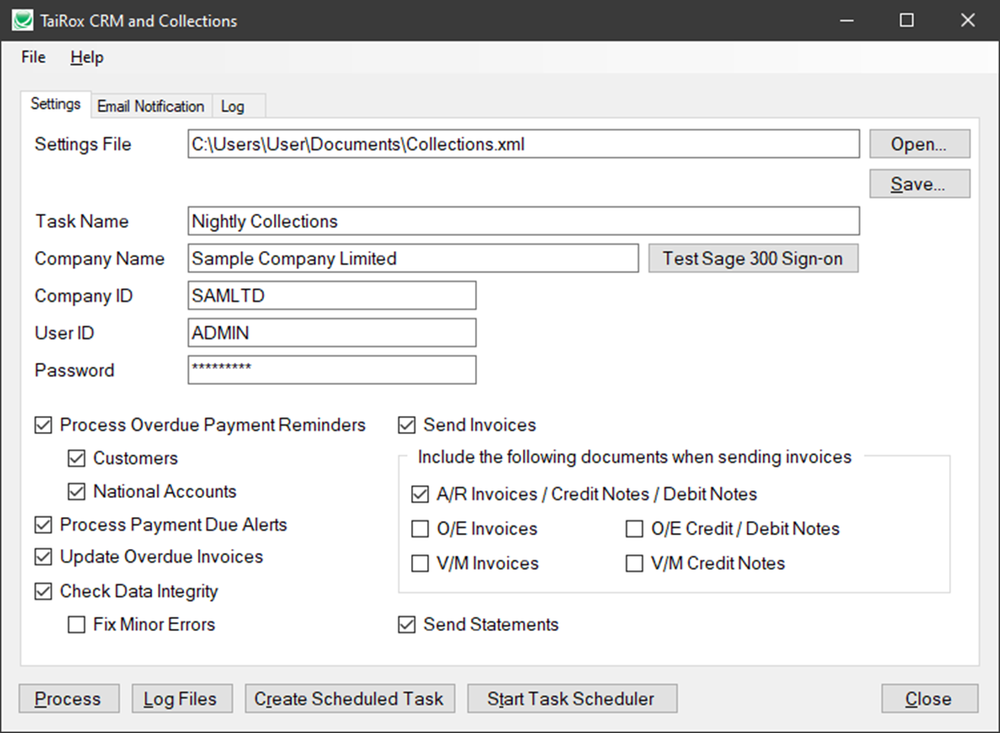 TaiRox CRM and Collections
File Help
Settings Email Notification Log
Settings File C:\Users\User\Documents\Collections.xml Open...
Save...
Task Name Nightly Collections
Company Name Sample Company Limited Test Sage 300 Sign-on
Company ID SAMLTD
User ID ADMIN
Password *********
Process Overdue Payment Reminders Send Invoices
Customers Include the following documents when sending invoices
National Accounts A/R Invoices / Credit Notes / Debit Notes
Process Payment Due Alerts O/E Invoices O/E Credit / Debit Notes
Update Overdue Invoices V/M Invoices V/M Credit Notes
Check Data Integrity
Fix Minor Errors Send Statements
Process Log Files Create Scheduled Task Start Task Scheduler Close